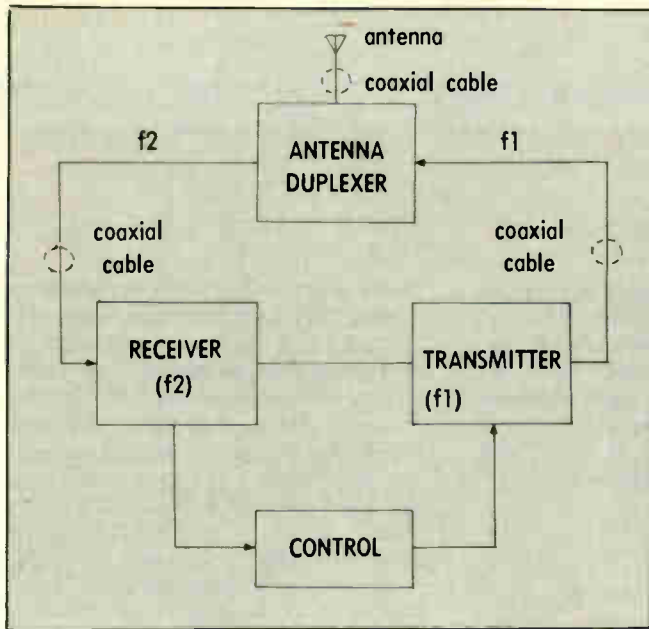 antenna
coaxial cable
f2
ANTENNA
DUPLEXER
f1
coaxial
cable
coaxial
cable
RECEIVER
(f2)
TRANSMITTER
(f1)
CONTROL